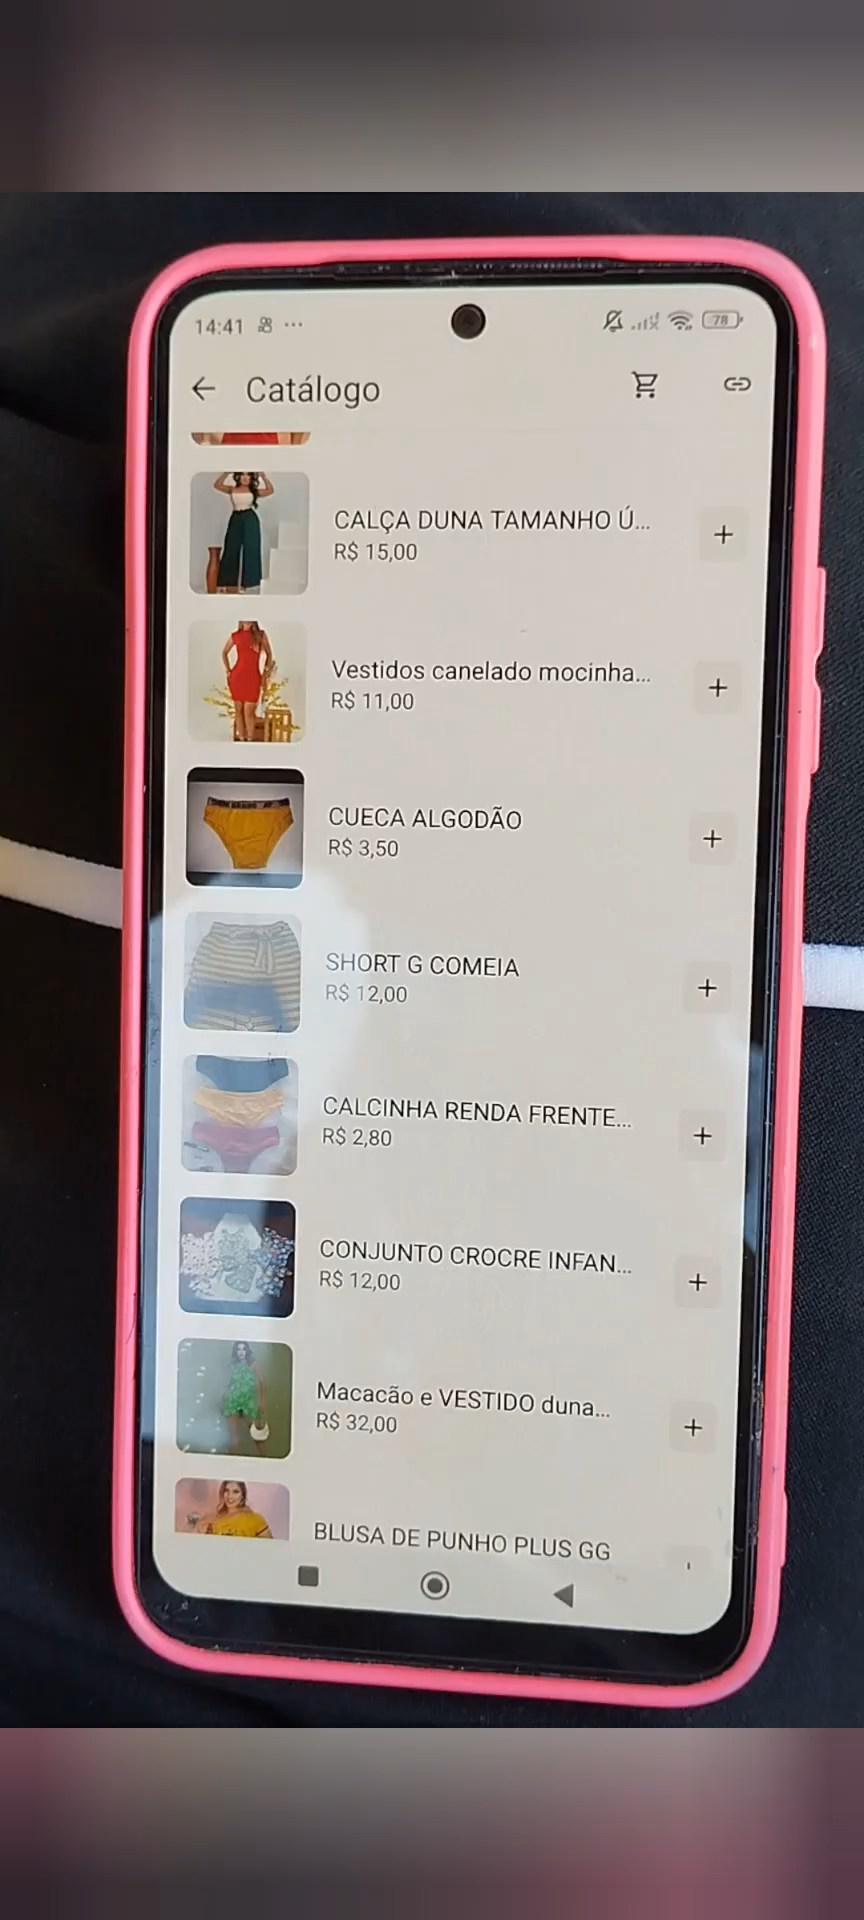 14:41
78
Catálogo
CALÇA DUNA TAMANHO Ú...
R$ 15,00
Vestidos canelado mocinha...
R$ 11,00
CUECA ALGODÃO
R$ 3,50
SHORT G COMEIA
R$ 12,00
CALCINHA RENDA FRENTE...
R$ 2,80
CONJUNTO CROCRE INFAN...
R$ 12,00
Macacão e VESTIDO duna...
R$ 32,00
BLUSA DE PUNHO PLUS GG